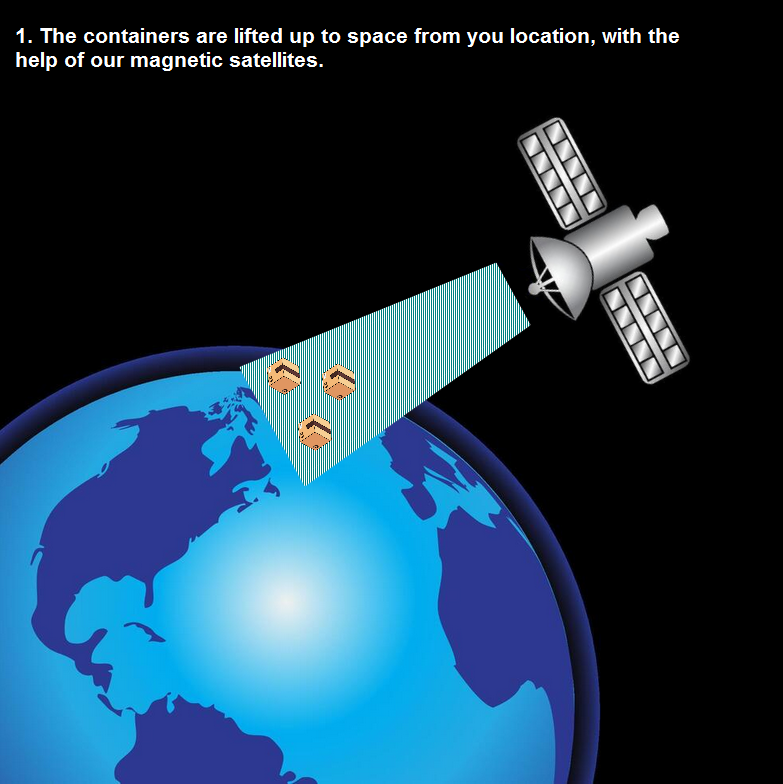 1. The containers are lifted up to space from you location, with the
help of our magnetic satellites.